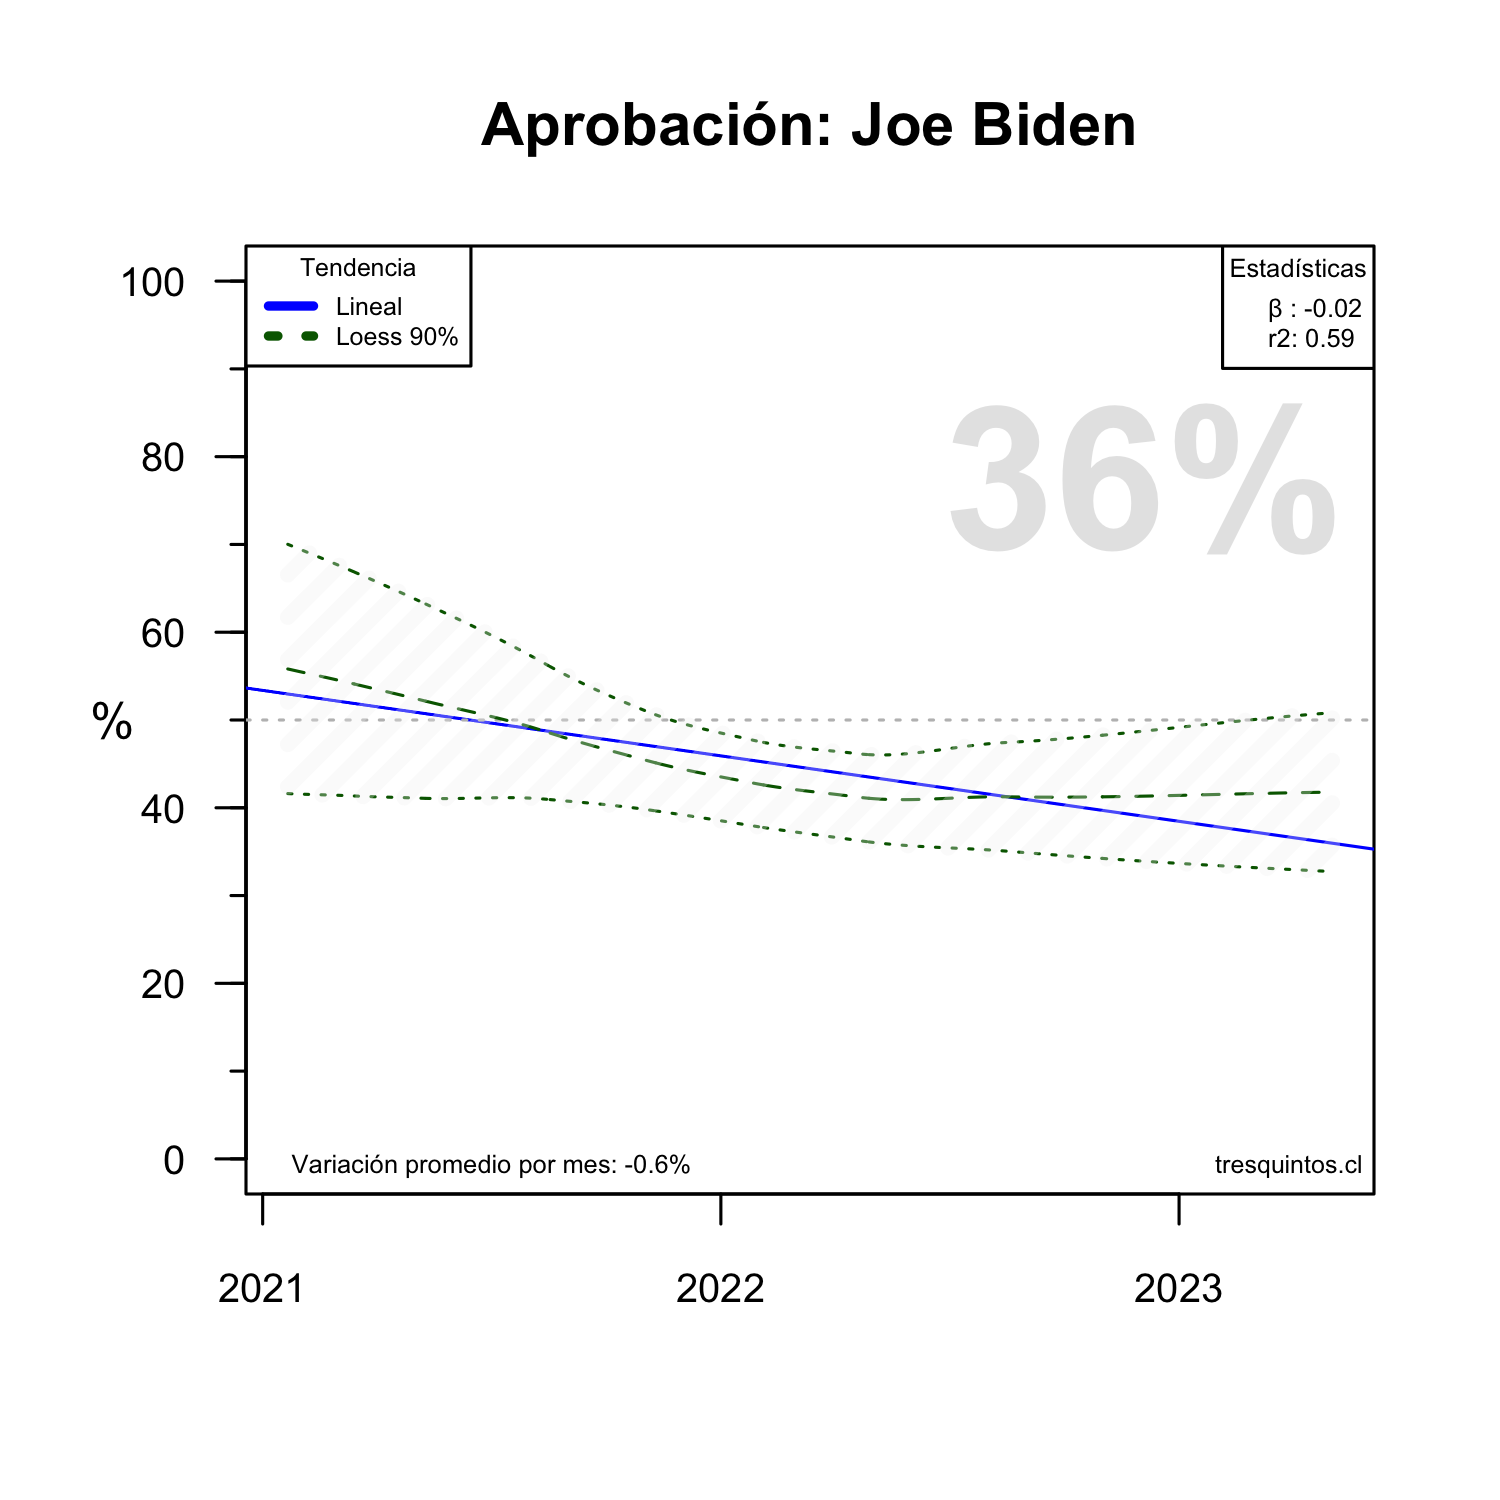 Aprobación: Joe Biden
Tendencia
Lineal
Loess 90%
Estadísticas
β : -0.02
r2: 0.59
36%
100
80
60
%
40
20
0
Variación promedio por mes: -0.6%
tresquintos.cl
2021
2022
2023